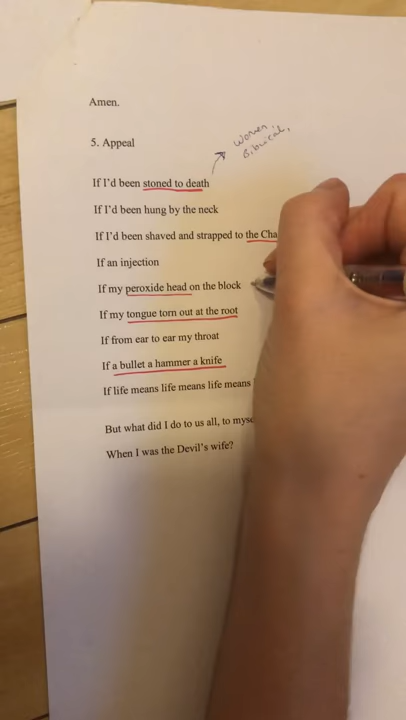 Amen.
5. Appeal
Women,
Biblical,
If I'd been stoned to death
If I'd been hung by the neck
If I'd been shaved and strapped to the Cha
If an injection
If my peroxide head on the block
If my tongue torn out at the root
If from ear to ear my throat
If a bullet a hammer a knife
If life means life means life means
But what did I do to us all, to myse
When I was the Devil's wife?